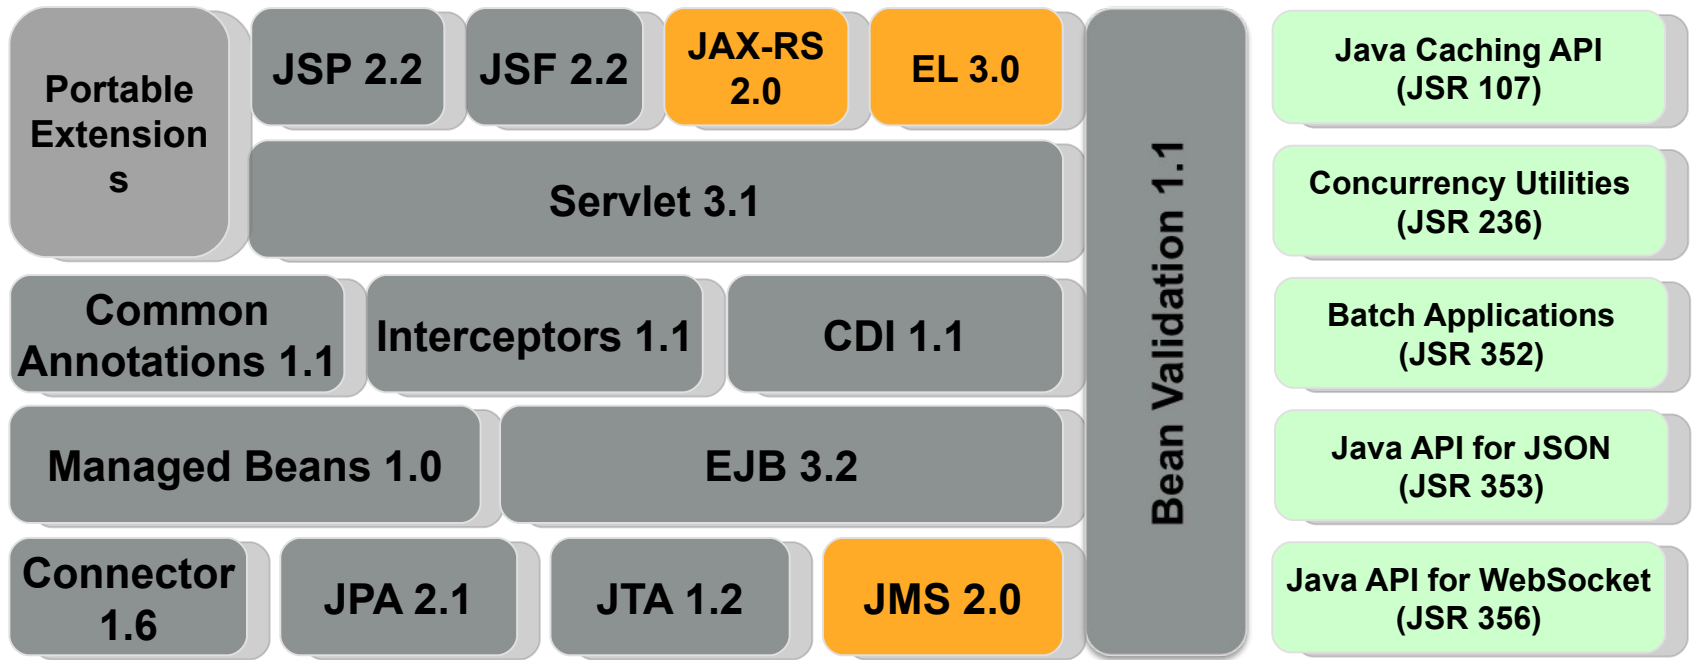 Portable
Extension
s
JSP 2.2
JSF 2.2
JAX-RS
2.0
EL 3.0
Servlet 3.1
Common
Annotations 1.1
Interceptors 1.1
CDI 1.1
Managed Beans 1.0
EJB 3.2
Connector
1.6
JPA 2.1
JTA 1.2
JMS 2.0
Bean Validation 1.1
Java Caching API
(JSR 107)
Concurrency Utilities
(JSR 236)
Batch Applications
(JSR 352)
Java API for JSON
(JSR 353)
Java API for WebSocket
(JSR 356)